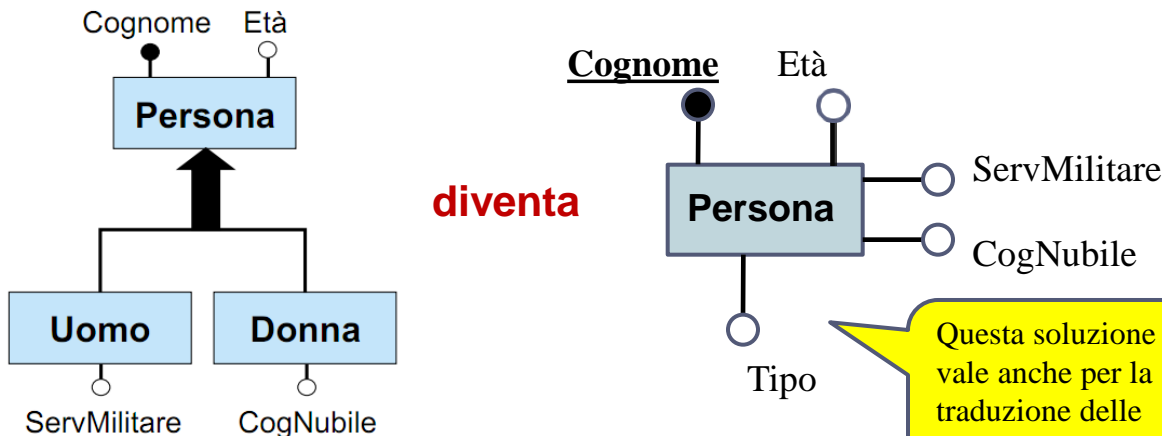 Cognome Età
Persona
Uomo Donna
ServMilitare CogNubile
diventa
Cognome Età
Persona
ServMilitare
CogNubile
Tipo
Questa soluzione
vale anche per la
traduzione delle